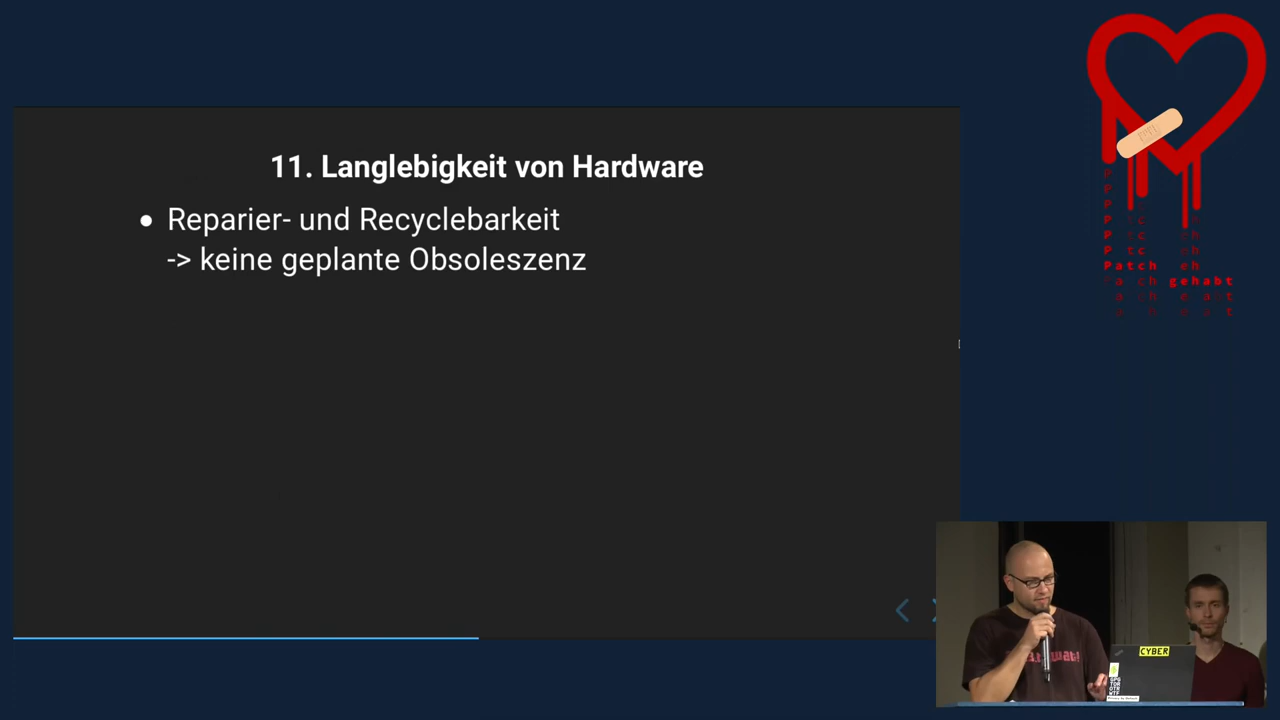 11. Langlebigkeit von Hardware
• Reparier- und Recyclebarkeit
-> keine geplante Obsoleszenz
Patch
gehabt
CYBER